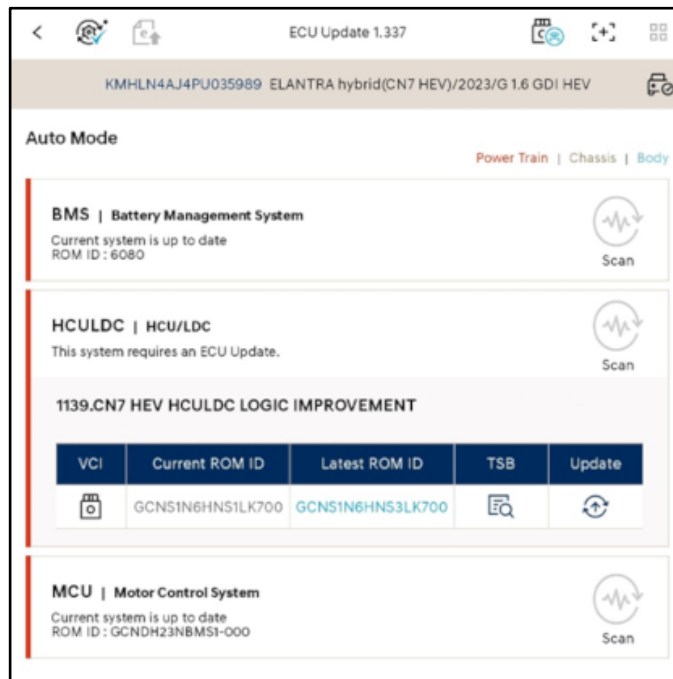 ECU Update 1.337
KMHLN4AJ4PU035989 ELANTRA hybrid(CN7 HEV)/2023/G 1.6 GDI HEV
Auto Mode
Power Train | Chassis | Body
BMS | Battery Management System
Current system is up to date
ROM ID : 6080
Scan
HCULDC | HCU/LDC
This system requires an ECU Update.
Scan
1139.CN7 HEV HCULDC LOGIC IMPROVEMENT
VCI Current ROM ID Latest ROM ID TSB Update
GCNS1N6HNS1LK700 GCNS1N6HNS3LK700
MCU | Motor Control System
Current system is up to date
ROM ID : GCNDH23NBMS1-000
Scan